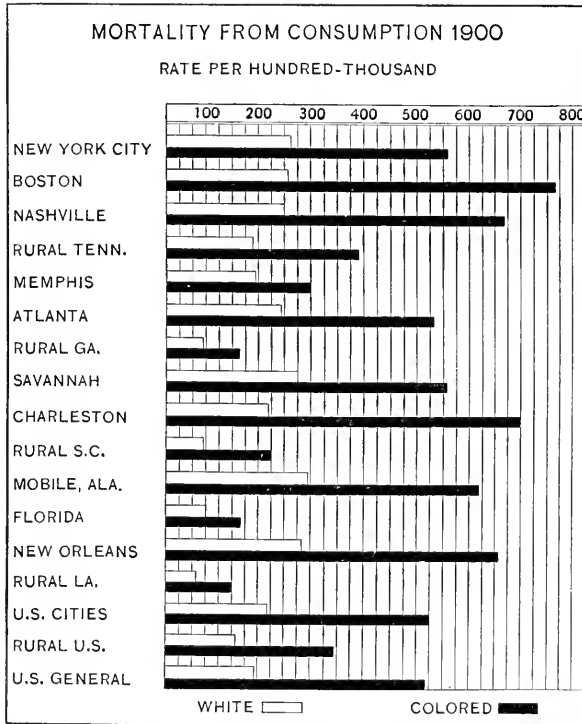 MORTALITY FROM CONSUMPTION 1900
RATE PER HUNDRED-THOUSAND
100 200 300 400 500 600 700 800
NEW YORK CITY
BOSTON
NASHVILLE
RURAL TENN.
MEMPHIS
ATLANTA
RURAL GA.
SAVANNAH
CHARLESTON
RURAL S.C.
MOBILE, ALA.
FLORIDA
NEW ORLEANS
RURAL LA.
U.S. CITIES
RURAL U.S.
U.S. GENERAL
WHITE COLORED